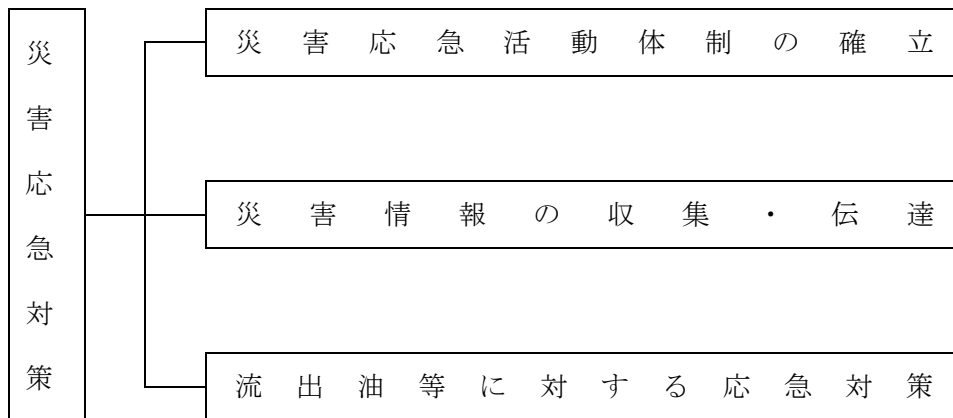 災害応急対策
災害応急活動体制の確立
災害情報の収集・伝達
流出油等に対する応急対策